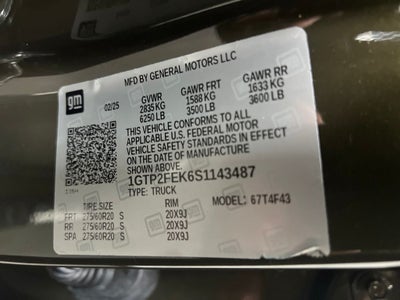 MFD BY GENERAL MOTORS LLC
gm
02/25 GVWR GAWR FRT GAWR RR
2835 KG 1588 KG 1633 KG
6250 LB 3500 LB 3600 LB
THIS VEHICLE CONFORMS TO ALL
APPLICABLE U.S. FEDERAL MOTOR
VEHICLE SAFETY AND THEFT PREVENTION
STANDARDS IN EFFECT ON THE DATE OF
MANUFACTURE
SHOWN ABOVE.
1GTP2FEK6S1143487
TYPE: TRUCK MODEL: 67T4F43
TIRE SIZE RIM
FRT 275/60R20 S 20X9J
RR 275/60R20 S 20X9J
SPA 275/60R20 S 20X9J